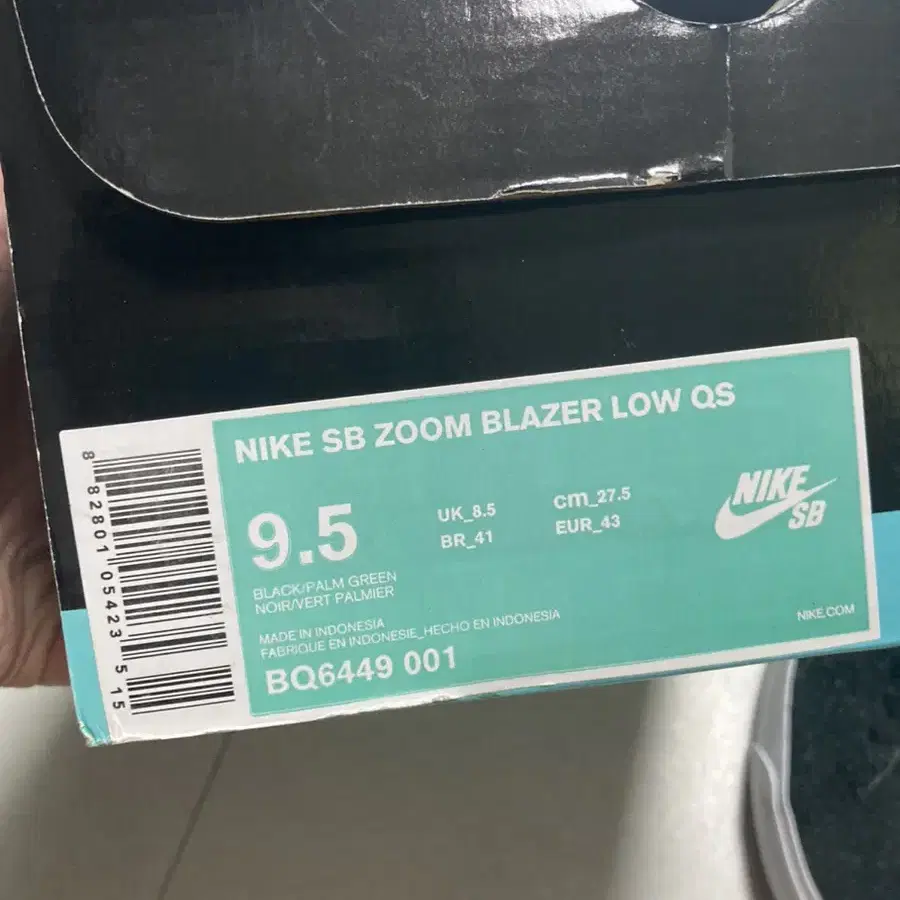 NIKE SB ZOOM BLAZER LOW QS
9.5
UK_8.5
cm_27.5
BR_41
EUR_43
NIKE
SB
BLACK/PALM GREEN
NOIR/VERT PALMIER
MADE IN INDONESIA
FABRIQUE EN INDONESIE_HECHO EN INDONESIA
NIKE.COM
BQ6449 001
8 82801 05423 5 15